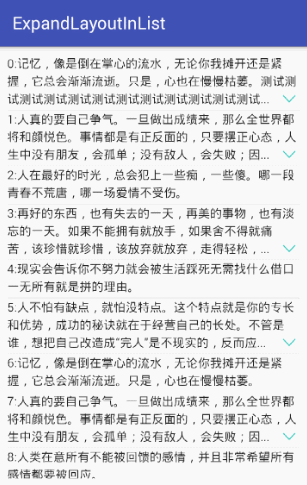 ExpandLayoutInList
0:记忆，像是倒在掌心的流水，无论你我摊开还是紧
握，它总会渐渐流逝。只是，心也在慢慢枯萎。测试测
试测试测试测试测试测试测试测试测试测试测试测试...
1:人真的要自己争气。一旦做出成绩来，那么全世界都
将和颜悦色。事情都是有正反面的，只要摆正心态，人
生中没有朋友，会孤单；没有敌人，会失败；因...
2:人在最好的时光，总会犯上一些痴，一些傻。哪一段
青春不荒唐，哪一场爱情不受伤。
3:再好的东西，也有失去的一天，再美的事物，也有淡
忘的一天。如果不能拥有就放手，如果舍不得就痛
苦，该珍惜就珍惜，该放弃就放弃，走得轻松，...
4:现实会告诉你不努力就会被生活踩死无需找什么借口
一无所有就是拼的理由。
5:人不怕有缺点，就怕没特点。这个特点就是你的专长
和优势，成功的秘诀就在于经营自己的长处。不管是
谁，想把自己改造成“完人”是不现实的，反而应...
6:记忆，像是倒在掌心的流水，无论你我摊开还是紧
握，它总会渐渐流逝。只是，心也在慢慢枯萎。
7:人真的要自己争气。一旦做出成绩来，那么全世界都
将和颜悦色。事情都是有正反面的，只要摆正心态，人
生中没有朋友，会孤单；没有敌人，会失败；因...
8:人类在意所有不能被回馈的感情，并且非常希望所有
感情都要被回应。